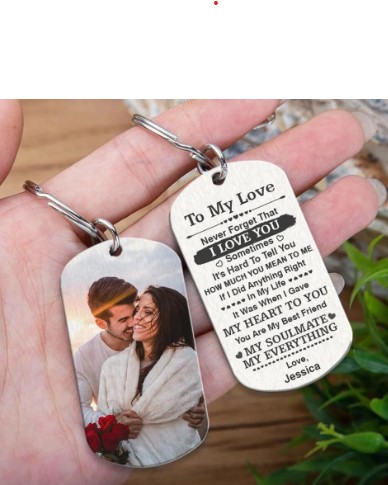 To My Love
Never Forget That
I LOVE YOU
Sometimes
It's Hard To Tell You
HOW MUCH YOU MEAN TO ME
If I Did Anything Right
In My Life
It Was When I Gave
MY HEART TO YOU
You Are My Best Friend
MY SOULMATE
MY EVERYTHING
Love,
Jessica